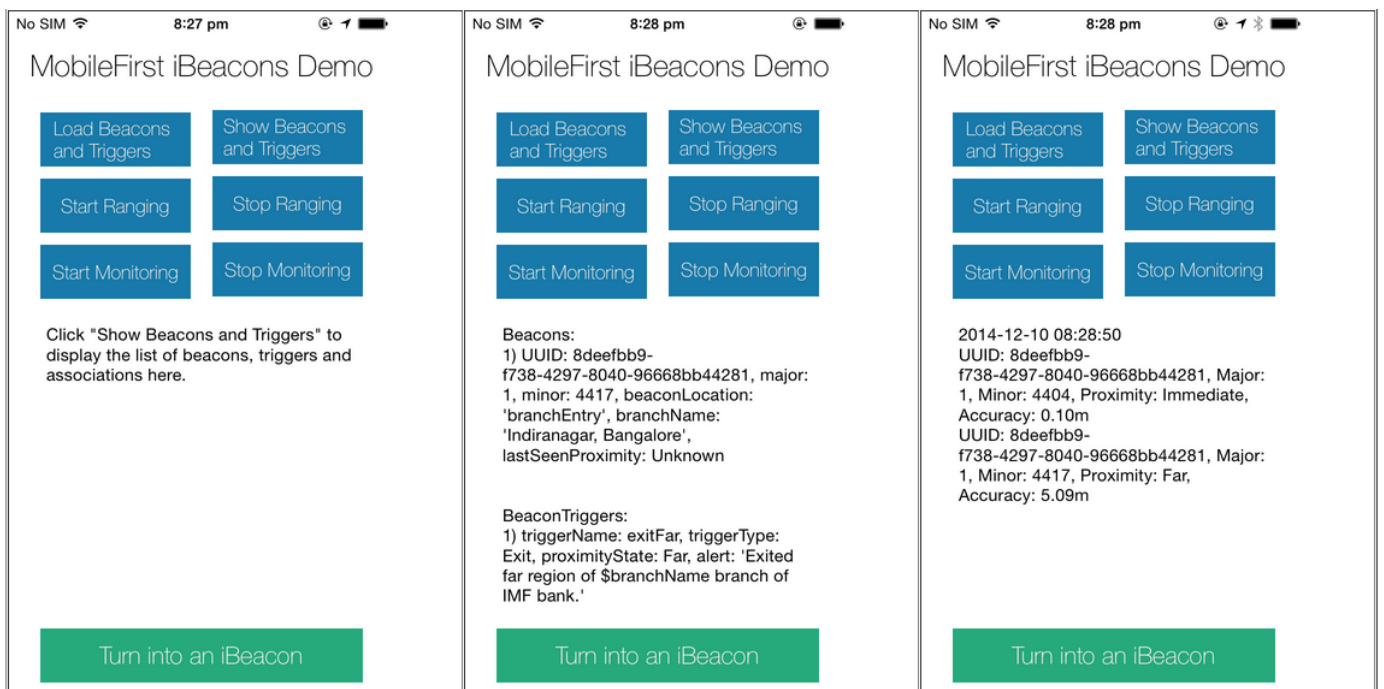 No SIM 8:27 pm
MobileFirst iBeacons Demo
Load Beacons
and Triggers
Show Beacons
and Triggers
Start Ranging
Stop Ranging
Start Monitoring
Stop Monitoring
Click "Show Beacons and Triggers" to
display the list of beacons, triggers and
associations here.
Turn into an iBeacon
No SIM 8:28 pm
MobileFirst iBeacons Demo
Load Beacons
and Triggers
Show Beacons
and Triggers
Start Ranging
Stop Ranging
Start Monitoring
Stop Monitoring
Beacons:
1) UUID: 8deefbb9-
f738-4297-8040-96668bb44281, major:
1, minor: 4417, beaconLocation:
'branchEntry', branchName:
'Indiranagar, Bangalore',
lastSeenProximity: Unknown
BeaconTriggers:
1) triggerName: exitFar, triggerType:
Exit, proximityState: Far, alert: 'Exited
far region of $branchName branch of
IMF bank.'
Turn into an iBeacon
No SIM 8:28 pm
MobileFirst iBeacons Demo
Load Beacons
and Triggers
Show Beacons
and Triggers
Start Ranging
Stop Ranging
Start Monitoring
Stop Monitoring
2014-12-10 08:28:50
UUID: 8deefbb9-
f738-4297-8040-96668bb44281, Major:
1, Minor: 4404, Proximity: Immediate,
Accuracy: 0.10m
UUID: 8deefbb9-
f738-4297-8040-96668bb44281, Major:
1, Minor: 4417, Proximity: Far,
Accuracy: 5.09m
Turn into an iBeacon